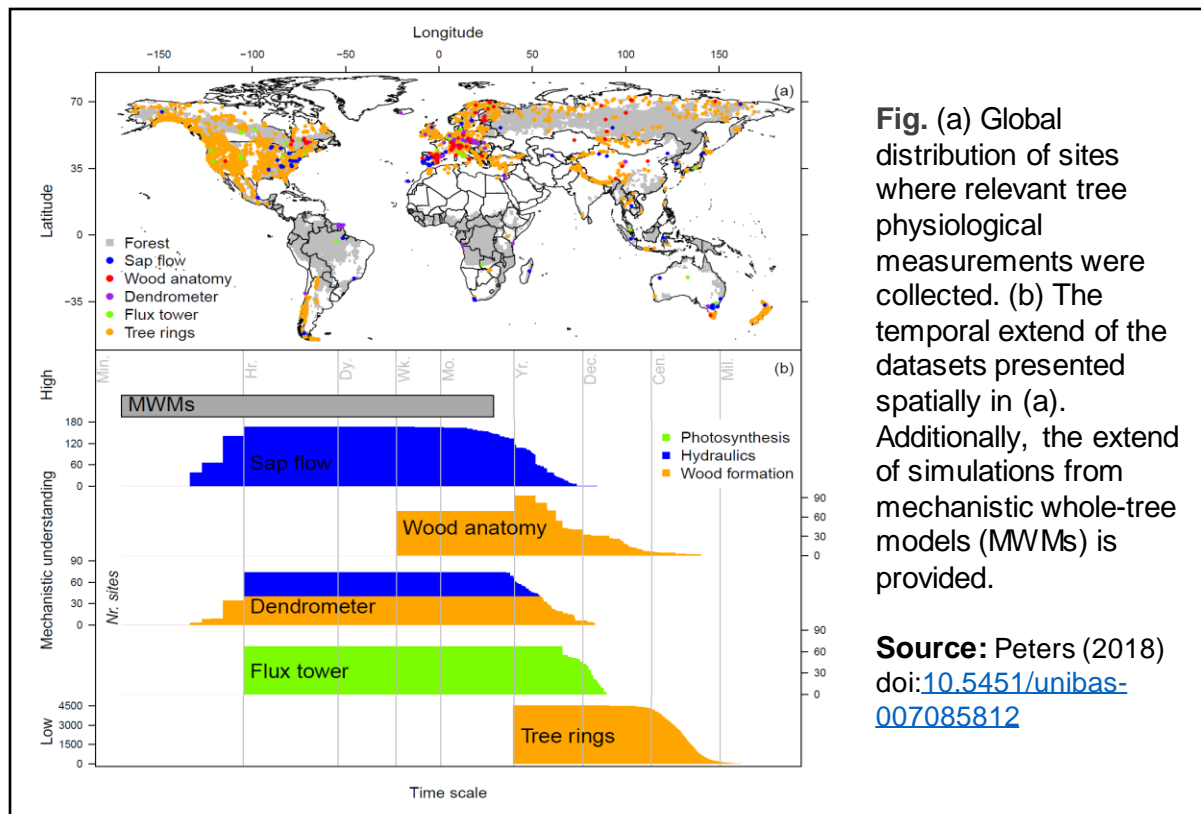 Longitude
−150 −100 −50 0 50 100 150
(a)
Latitude
70
35
0
−35
Forest
Sap flow
Wood anatomy
Dendrometer
Flux tower
Tree rings
(b)
Min. Hr. Dy. Wk. Mo. Yr. Dec. Cen. Mil.
High
Mechanistic understanding
Low
MWMs
Photosynthesis
Hydraulics
Wood formation
180
120
60
0
Sap flow
90
60
30
0
Wood anatomy
Nr. sites
90
60
30
0
Dendrometer
90
60
30
0
Flux tower
4500
3000
1500
0
Tree rings
Time scale
Fig. (a) Global
distribution of sites
where relevant tree
physiological
measurements were
collected. (b) The
temporal extend of the
datasets presented
spatially in (a).
Additionally, the extend
of simulations from
mechanistic whole-tree
models (MWMs) is
provided.
Source: Peters (2018)
doi:10.5451/unibas-
007085812